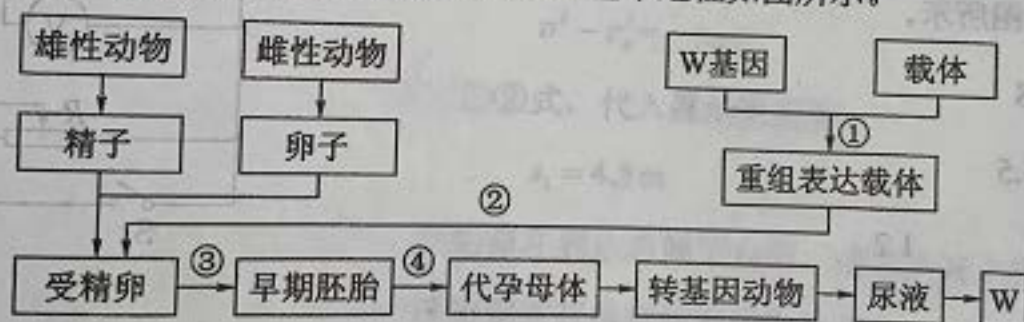 雄性动物
雌性动物
W基因
载体
精子
卵子
①
重组表达载体
②
受精卵
③
早期胚胎
④
代孕母体
转基因动物
尿液
W